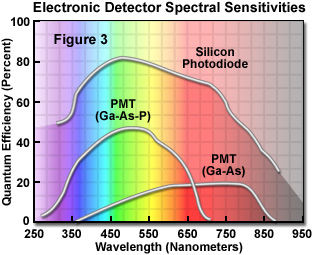 Electronic Detector Spectral Sensitivities
Figure 3
Silicon
Photodiode
PMT
(Ga-As-P)
PMT
(Ga-As)
Quantum Efficiency (Percent)
100
80
60
40
20
0
250 350 450 550 650 750 850 950
Wavelength (Nanometers)